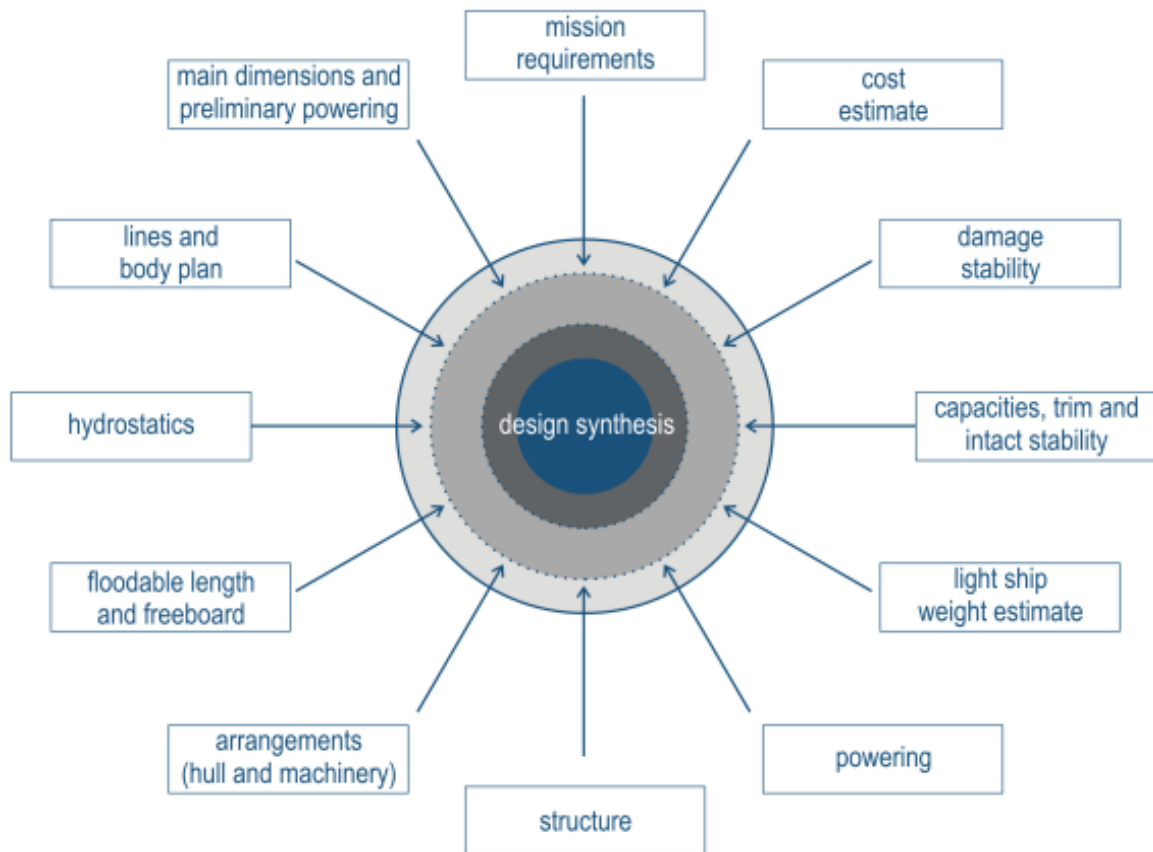 mission
requirements
main dimensions and
preliminary powering
cost
estimate
lines and
body plan
damage
stability
hydrostatics
design synthesis
capacities, trim and
intact stability
floodable length
and freeboard
light ship
weight estimate
arrangements
(hull and machinery)
powering
structure